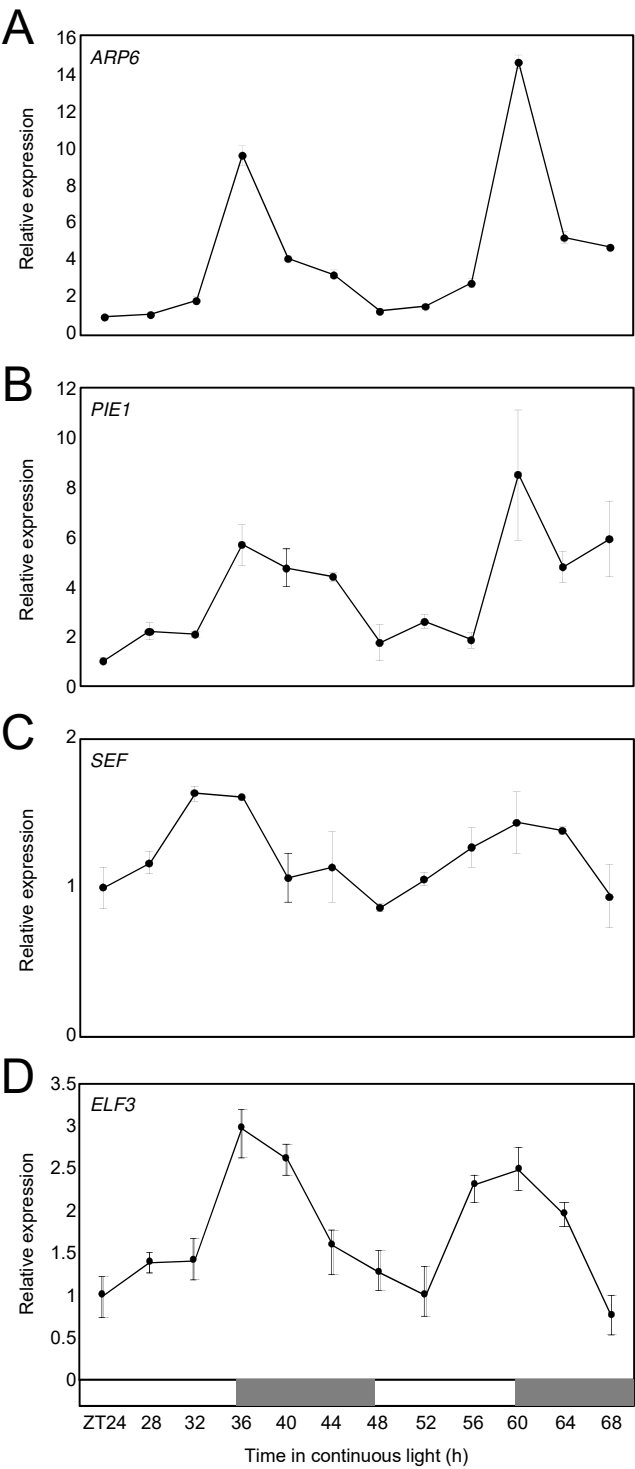 A
ARP6
Relative expression
16
14
12
10
8
6
4
2
0
B
PIE1
Relative expression
12
10
8
6
4
2
0
C
SEF
Relative expression
2
1
0
D
ELF3
Relative expression
3.5
3
2.5
2
1.5
1
0.5
0
ZT24 28 32 36 40 44 48 52 56 60 64 68
Time in continuous light (h)